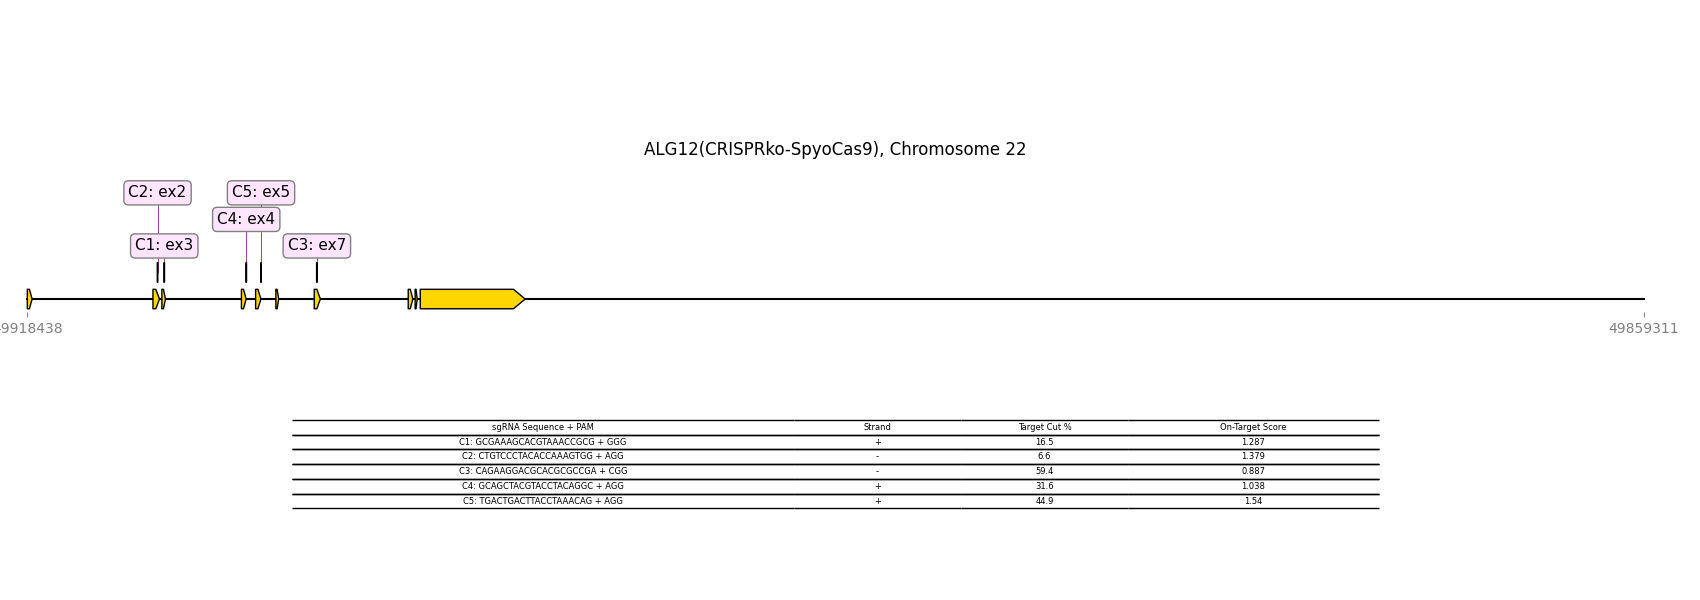 ALG12(CRISPRko-SpyoCas9), Chromosome 22
C2: ex2 C5: ex5
C4: ex4
C1: ex3 C3: ex7
9918438 49859311
sgRNA Sequence + PAM Strand Target Cut % On-Target Score
C1: GCGAAAGCACGTAAACCGCG + GGG + 16.5 1.287
C2: CTGTCCCTACACCAAAGTGG + AGG - 6.6 1.379
C3: CAGAAGGACGCACGCGCCGA + CGG - 59.4 0.887
C4: GCAGCTACGTACCTACAGGC + AGG + 31.6 1.038
C5: TGACTGACTTACCTAAACAG + AGG + 44.9 1.54